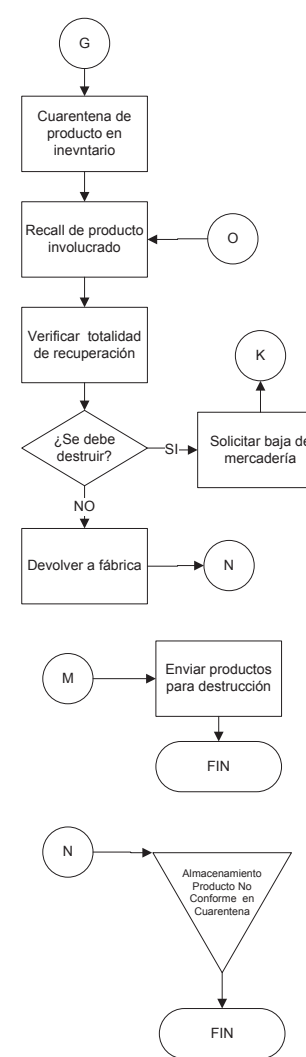 G
Cuarentena de
producto en
inevntario
Recall de producto
involucrado
O
Verificar totalidad
de recuperación
K
¿Se debe
destruir?
SI
Solicitar baja de
mercadería
NO
Devolver a fábrica
N
M
Enviar productos
para destrucción
FIN
N
Almacenamiento
Producto No
Conforme en
Cuarentena
FIN